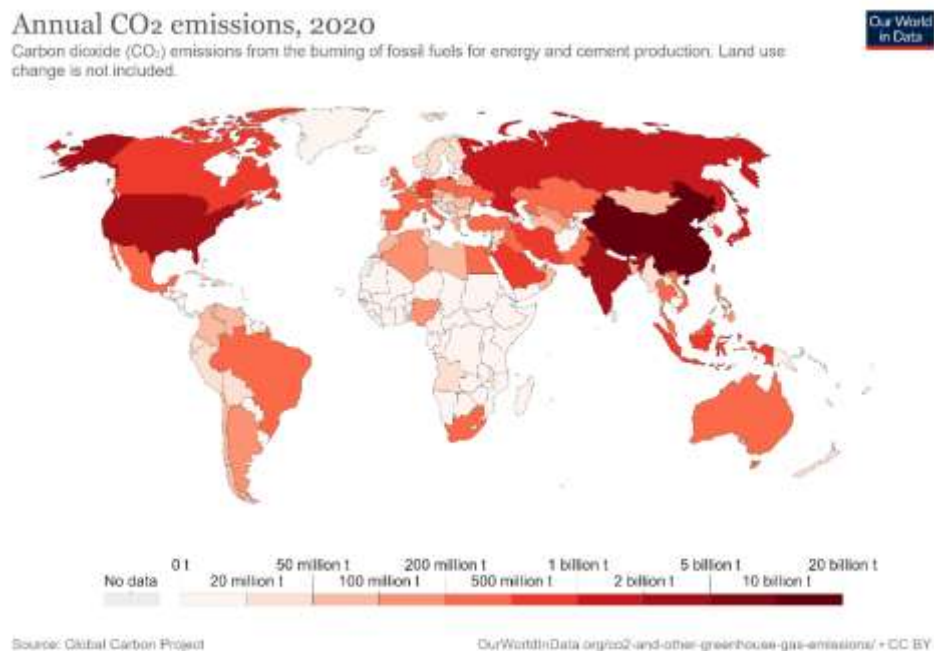 Annual CO2 emissions, 2020
Our World
in Data
Carbon dioxide (CO₂) emissions from the burning of fossil fuels for energy and cement production. Land use
change is not included.
0 t 50 million t 200 million t 1 billion t 5 billion t 20 billion t
No data 20 million t 100 million t 500 million t 2 billion t 10 billion t
Source: Global Carbon Project OurWorldInData.org/co2-and-other-greenhouse-gas-emissions/ • CC BY